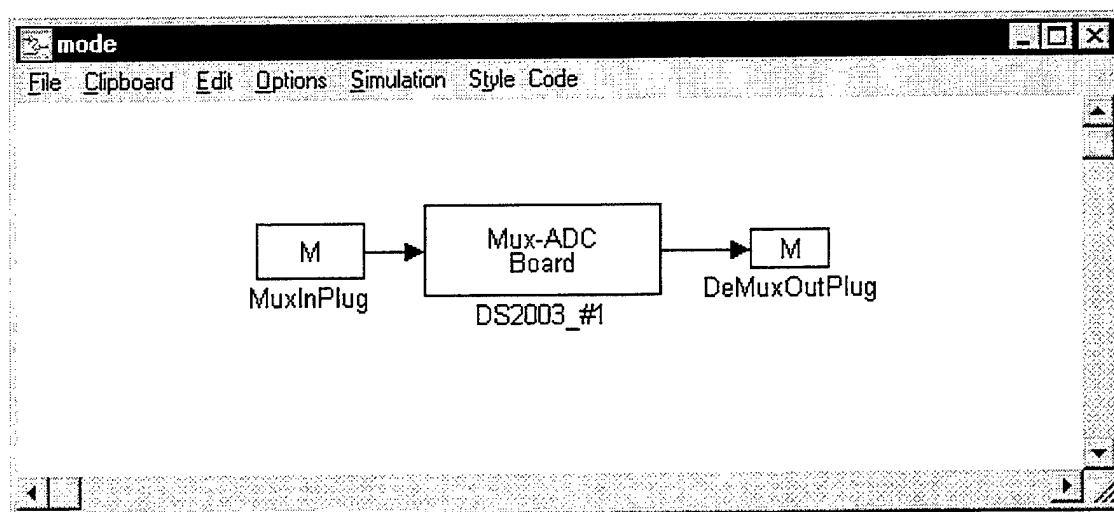 mode
File Clipboard Edit Options Simulation Style Code
M
MuxInPlug
Mux-ADC
Board
DS2003_#1
M
DeMuxOutPlug